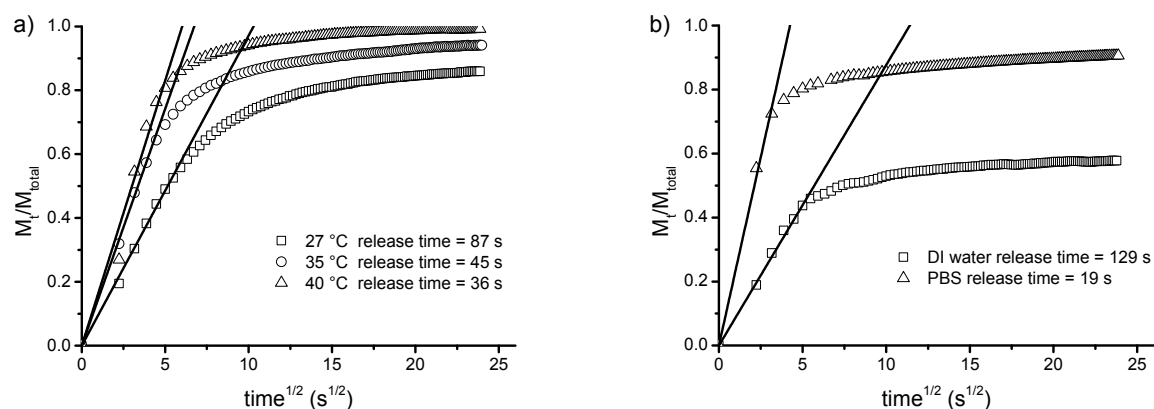 a)
1.0
0.8
0.6
0.4
0.2
0.0
M_t/M_total
27 °C release time = 87 s
35 °C release time = 45 s
40 °C release time = 36 s
0 5 10 15 20 25
time^1/2 (s^1/2)
b)
1.0
0.8
0.6
0.4
0.2
0.0
M_t/M_total
DI water release time = 129 s
PBS release time = 19 s
0 5 10 15 20 25
time^1/2 (s^1/2)